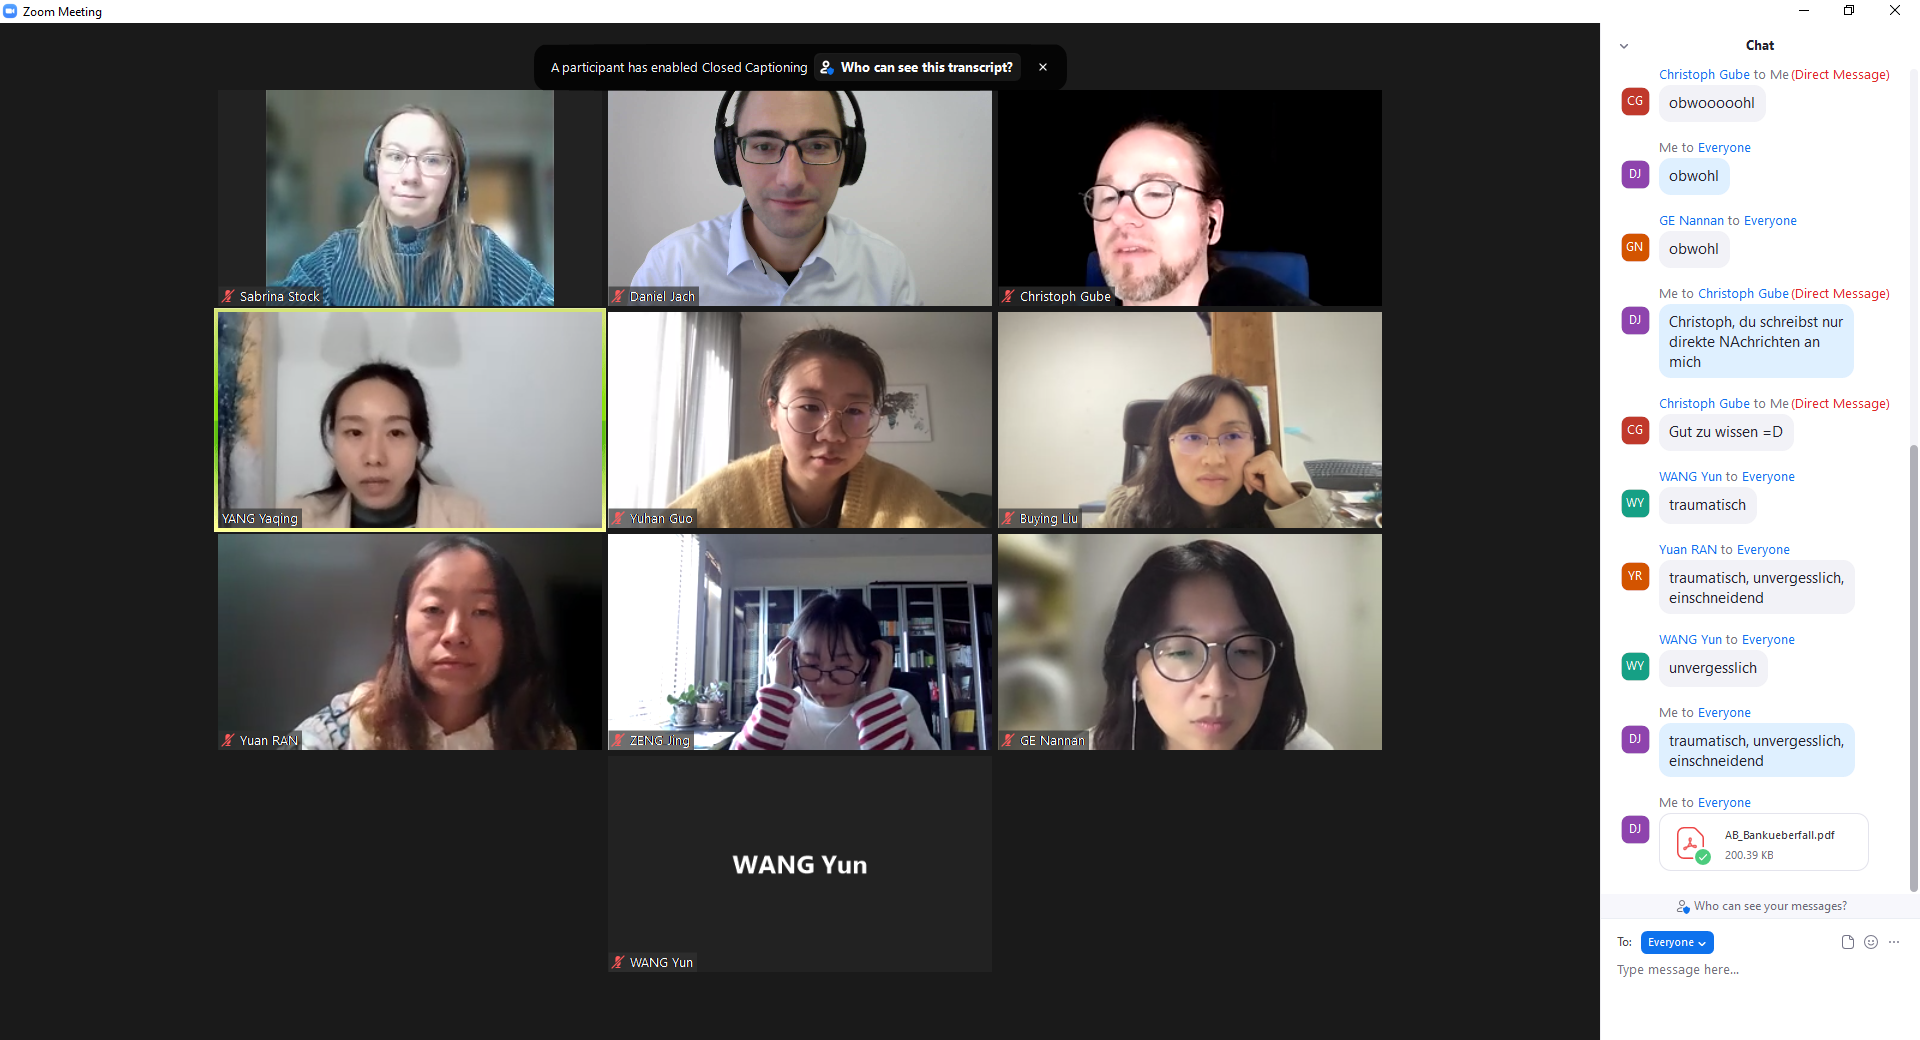 Zoom Meeting
A participant has enabled Closed Captioning
Who can see this transcript?
Sabrina Stock
Daniel Jach
Christoph Gube
YANG Yaqing
Yuhan Guo
Buying Liu
Yuan RAN
ZENG Jing
GE Nannan
WANG Yun
WANG Yun
Chat
Christoph Gube to Me (Direct Message)
CG
obwooooohl
Me to Everyone
DJ
obwohl
GE Nannan to Everyone
GN
obwohl
Me to Christoph Gube (Direct Message)
DJ
Christoph, du schreibst nur
direkte NAchrichten an
mich
Christoph Gube to Me (Direct Message)
CG
Gut zu wissen =D
WANG Yun to Everyone
WY
traumatisch
Yuan RAN to Everyone
YR
traumatisch, unvergesslich,
einschneidend
WANG Yun to Everyone
WY
unvergesslich
Me to Everyone
DJ
traumatisch, unvergesslich,
einschneidend
Me to Everyone
DJ
AB_Bankueberfall.pdf
200.39 KB
Who can see your messages?
To: Everyone
Type message here...